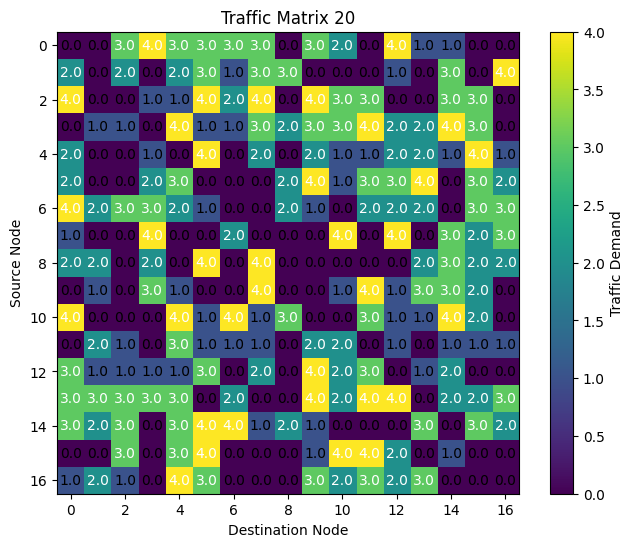 Traffic Matrix 20
0 0.0 0.0 3.0 4.0 3.0 3.0 3.0 3.0 0.0 3.0 2.0 0.0 4.0 1.0 1.0 0.0 0.0
2.0 0.0 2.0 0.0 2.0 3.0 1.0 3.0 3.0 0.0 0.0 0.0 1.0 0.0 3.0 0.0 4.0
2 4.0 0.0 0.0 1.0 1.0 4.0 2.0 4.0 0.0 4.0 3.0 3.0 0.0 0.0 3.0 3.0 0.0
0.0 1.0 1.0 0.0 4.0 1.0 1.0 3.0 2.0 3.0 3.0 4.0 2.0 2.0 4.0 3.0 0.0
4 2.0 0.0 0.0 1.0 0.0 4.0 0.0 2.0 0.0 2.0 1.0 1.0 2.0 2.0 1.0 4.0 1.0
2.0 0.0 0.0 2.0 3.0 0.0 0.0 0.0 2.0 4.0 1.0 3.0 3.0 4.0 0.0 3.0 2.0
6 4.0 2.0 3.0 3.0 2.0 1.0 0.0 0.0 2.0 1.0 0.0 2.0 2.0 2.0 0.0 3.0 3.0
1.0 0.0 0.0 4.0 0.0 0.0 2.0 0.0 0.0 0.0 4.0 0.0 4.0 0.0 3.0 2.0 3.0
8 2.0 2.0 0.0 2.0 0.0 4.0 0.0 4.0 0.0 0.0 0.0 0.0 0.0 2.0 3.0 2.0 2.0
0.0 1.0 0.0 3.0 1.0 0.0 0.0 4.0 0.0 0.0 1.0 4.0 1.0 3.0 3.0 2.0 0.0
10 4.0 0.0 0.0 0.0 4.0 1.0 4.0 1.0 3.0 0.0 0.0 3.0 1.0 1.0 4.0 2.0 0.0
0.0 2.0 1.0 0.0 3.0 1.0 1.0 1.0 0.0 2.0 2.0 0.0 1.0 0.0 1.0 1.0 1.0
12 3.0 1.0 1.0 1.0 1.0 3.0 0.0 2.0 0.0 4.0 2.0 3.0 0.0 1.0 2.0 0.0 0.0
3.0 3.0 3.0 3.0 3.0 0.0 2.0 0.0 0.0 4.0 2.0 4.0 4.0 0.0 2.0 2.0 3.0
14 3.0 2.0 3.0 0.0 3.0 4.0 4.0 1.0 2.0 1.0 0.0 0.0 0.0 3.0 0.0 3.0 2.0
0.0 0.0 3.0 0.0 3.0 4.0 0.0 0.0 0.0 1.0 4.0 4.0 2.0 0.0 1.0 0.0 0.0
16 1.0 2.0 1.0 0.0 4.0 3.0 0.0 0.0 0.0 3.0 2.0 3.0 2.0 3.0 0.0 0.0 0.0
0 2 4 6 8 10 12 14 16
Destination Node
Source Node
4.0
3.5
3.0
2.5
2.0
1.5
1.0
0.5
0.0
Traffic Demand